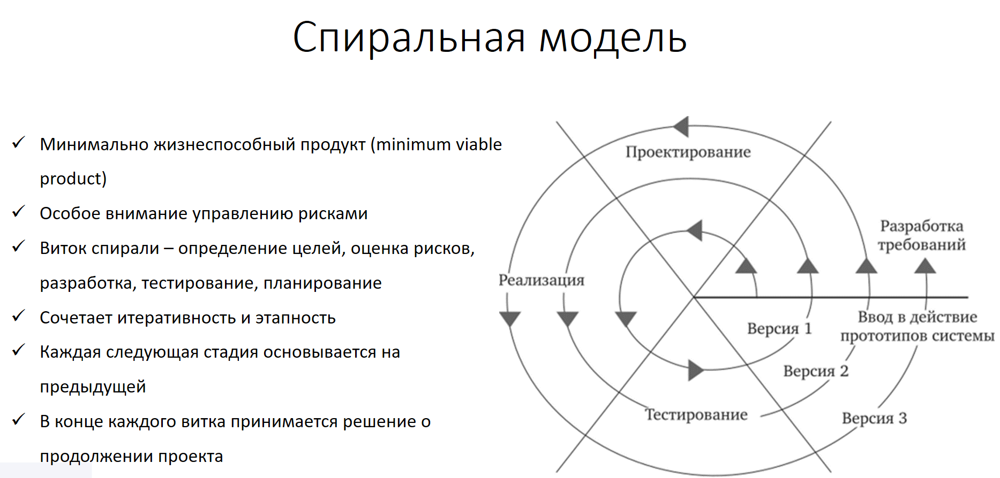 Спиральная модель
✓ Минимально жизнеспособный продукт (minimum viable
product)
✓ Особое внимание управлению рисками
✓ Виток спирали – определение целей, оценка рисков,
разработка, тестирование, планирование
✓ Сочетает итеративность и этапность
✓ Каждая следующая стадия основывается на
предыдущей
✓ В конце каждого витка принимается решение о
продолжении проекта
Проектирование
Разработка
требований
Реализация
Ввод в действие
прототипов системы
Версия 1
Версия 2
Тестирование
Версия 3